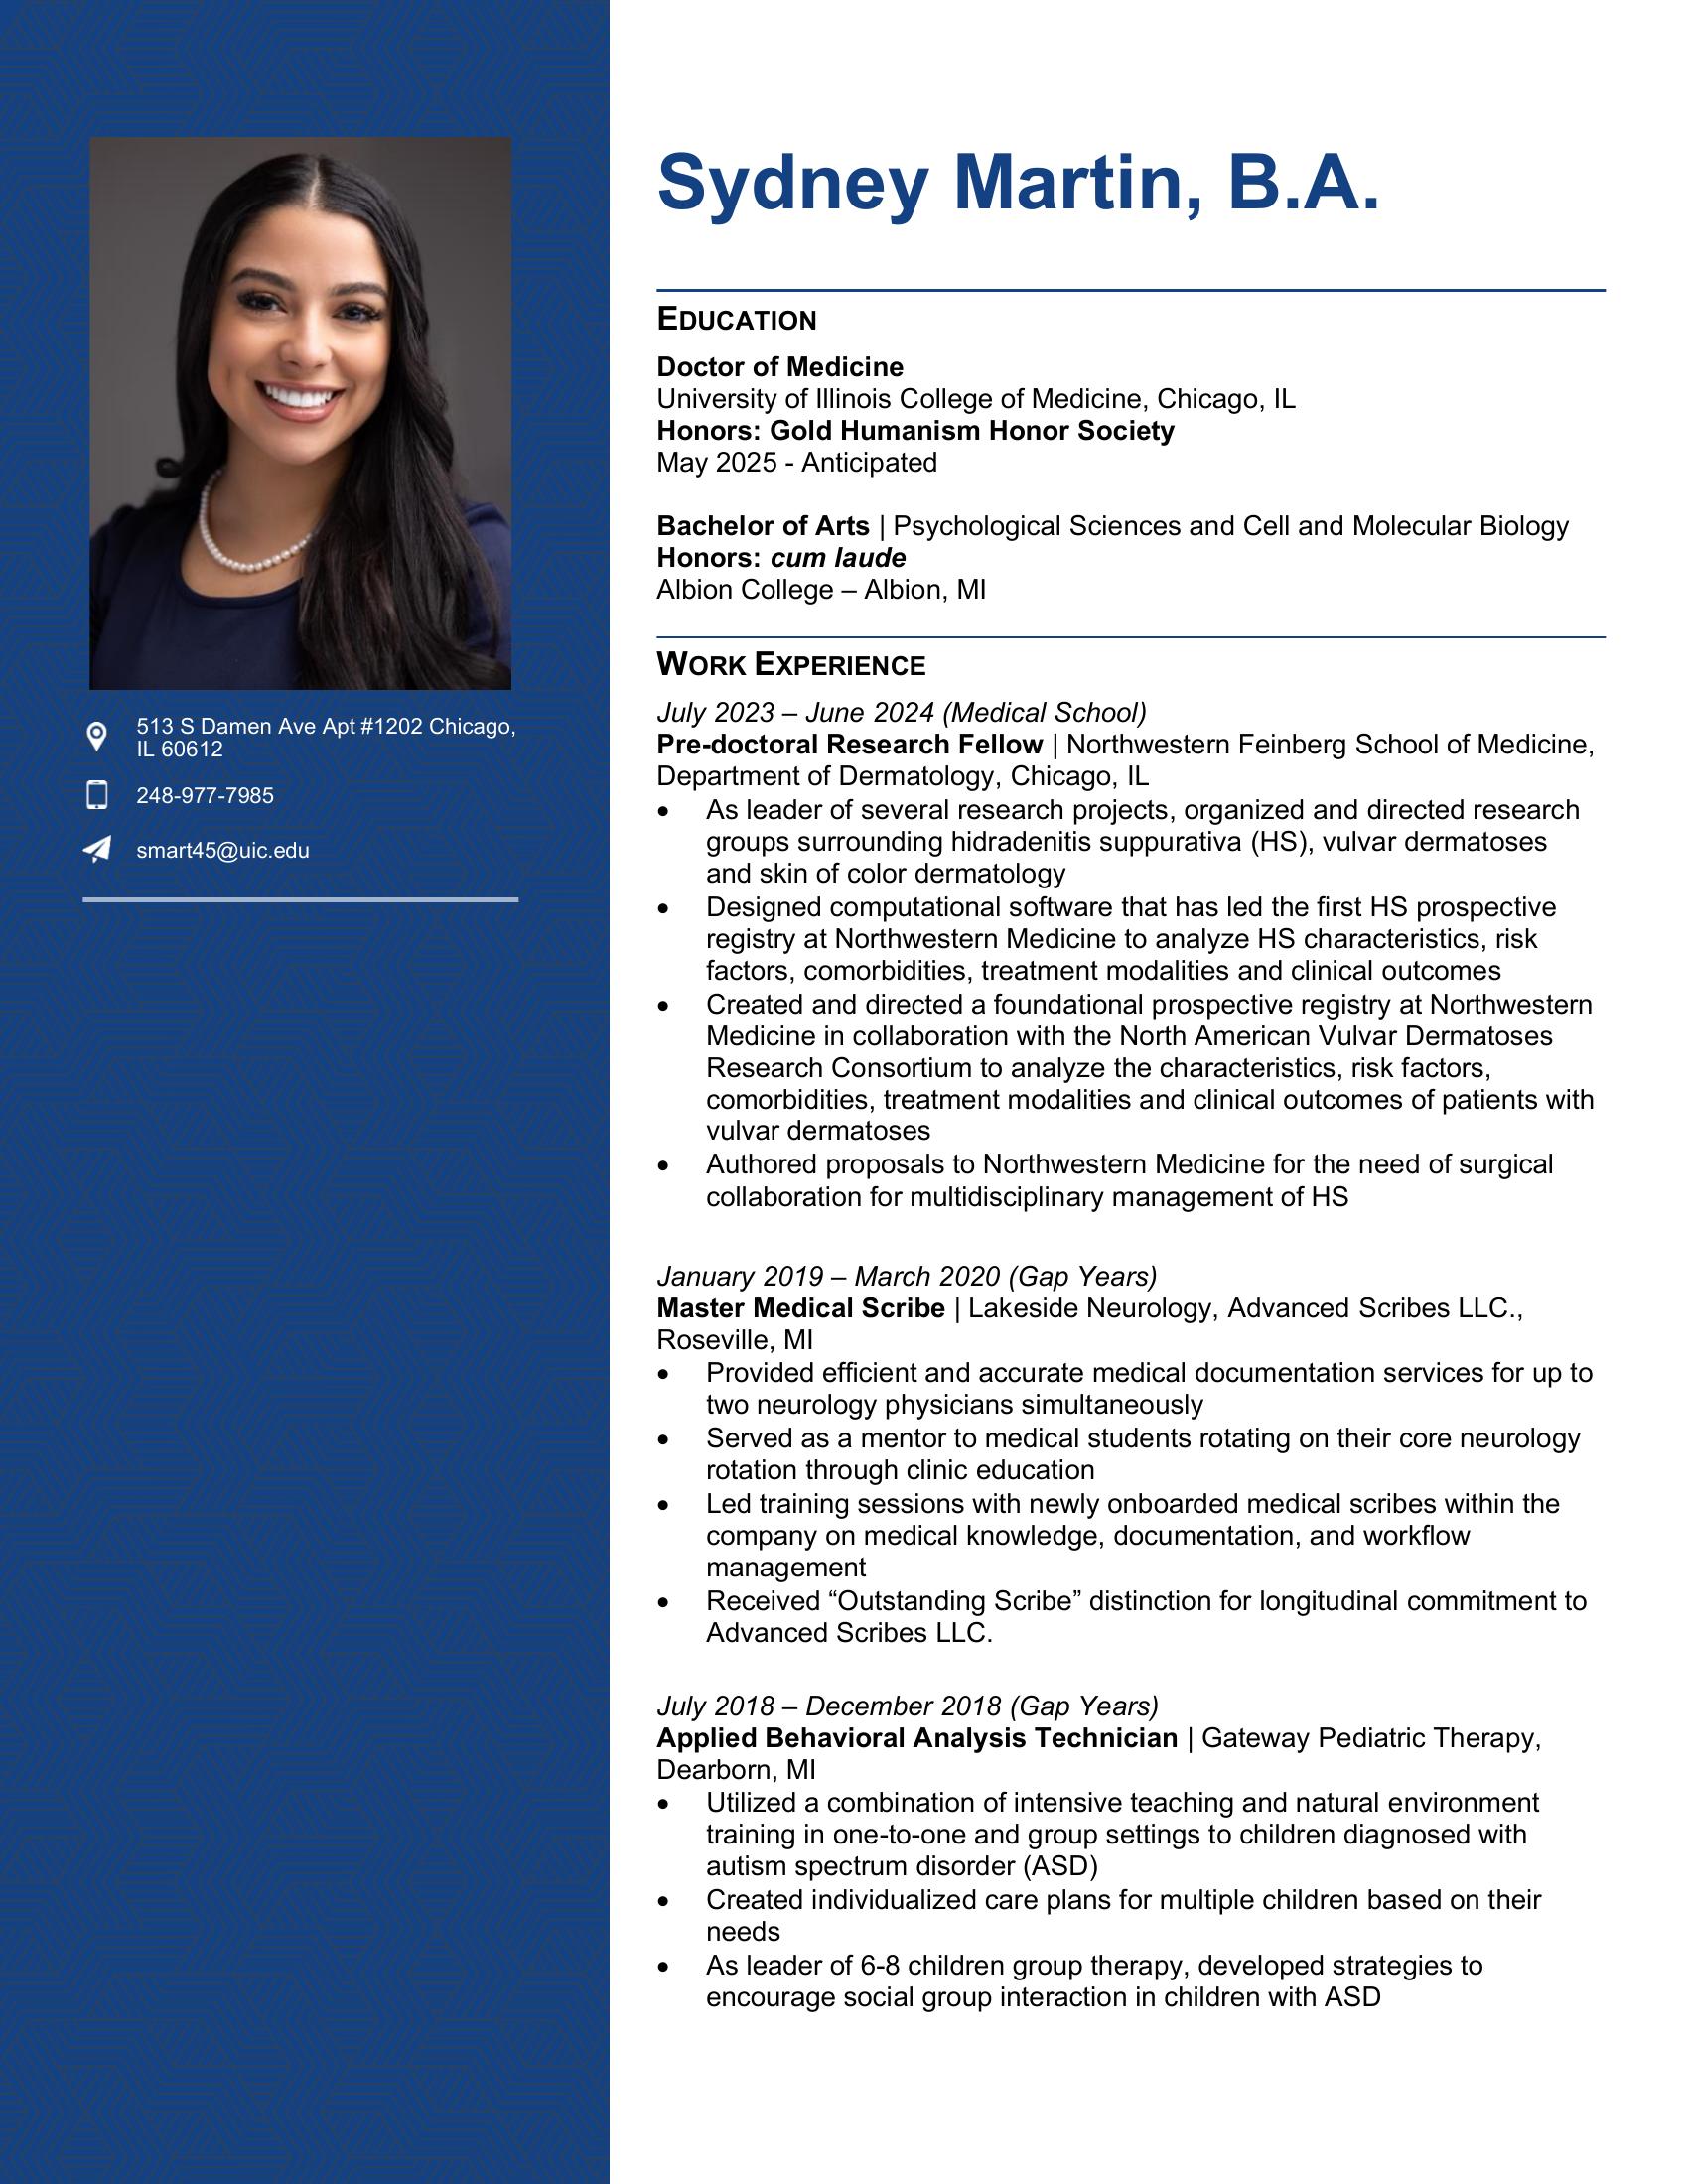 Sydney Martin, B.A.
EDUCATION
Doctor of Medicine
University of Illinois College of Medicine, Chicago, IL
Honors: Gold Humanism Honor Society
May 2025 - Anticipated
Bachelor of Arts | Psychological Sciences and Cell and Molecular Biology
Honors: cum laude
Albion College – Albion, MI
WORK EXPERIENCE
July 2023 – June 2024 (Medical School)
Pre-doctoral Research Fellow | Northwestern Feinberg School of Medicine,
Department of Dermatology, Chicago, IL
• As leader of several research projects, organized and directed research
groups surrounding hidradenitis suppurativa (HS), vulvar dermatoses
and skin of color dermatology
• Designed computational software that has led the first HS prospective
registry at Northwestern Medicine to analyze HS characteristics, risk
factors, comorbidities, treatment modalities and clinical outcomes
• Created and directed a foundational prospective registry at Northwestern
Medicine in collaboration with the North American Vulvar Dermatoses
Research Consortium to analyze the characteristics, risk factors,
comorbidities, treatment modalities and clinical outcomes of patients with
vulvar dermatoses
• Authored proposals to Northwestern Medicine for the need of surgical
collaboration for multidisciplinary management of HS
January 2019 – March 2020 (Gap Years)
Master Medical Scribe | Lakeside Neurology, Advanced Scribes LLC.,
Roseville, MI
• Provided efficient and accurate medical documentation services for up to
two neurology physicians simultaneously
• Served as a mentor to medical students rotating on their core neurology
rotation through clinic education
• Led training sessions with newly onboarded medical scribes within the
company on medical knowledge, documentation, and workflow
management
• Received “Outstanding Scribe” distinction for longitudinal commitment to
Advanced Scribes LLC.
July 2018 – December 2018 (Gap Years)
Applied Behavioral Analysis Technician | Gateway Pediatric Therapy,
Dearborn, MI
• Utilized a combination of intensive teaching and natural environment
training in one-to-one and group settings to children diagnosed with
autism spectrum disorder (ASD)
• Created individualized care plans for multiple children based on their
needs
• As leader of 6-8 children group therapy, developed strategies to
encourage social group interaction in children with ASD
513 S Damen Ave Apt #1202 Chicago,
IL 60612
248-977-7985
smart45@uic.edu